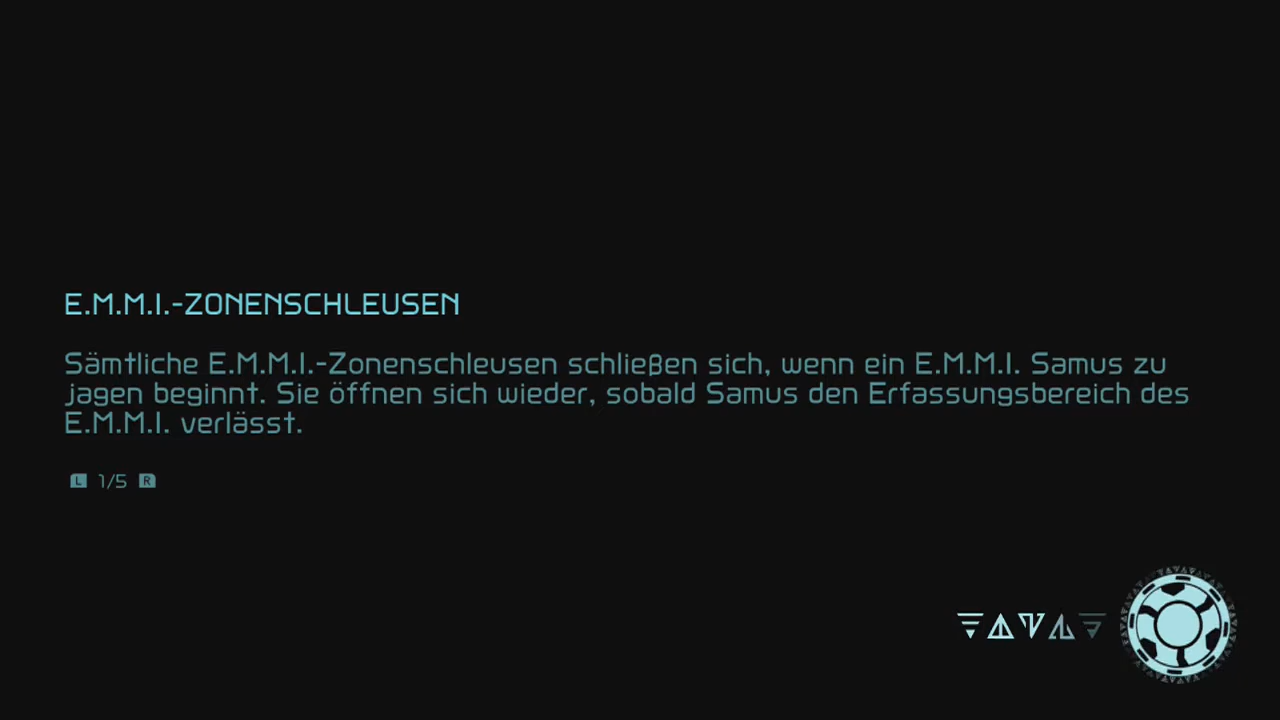 E.M.M.I.-ZONENSCHLEUSEN
Sämtliche E.M.M.I.-Zonenschleusen schließen sich, wenn ein E.M.M.I. Samus zu
jagen beginnt. Sie öffnen sich wieder, sobald Samus den Erfassungsbereich des
E.M.M.I. verlässt.
L 1/5 R